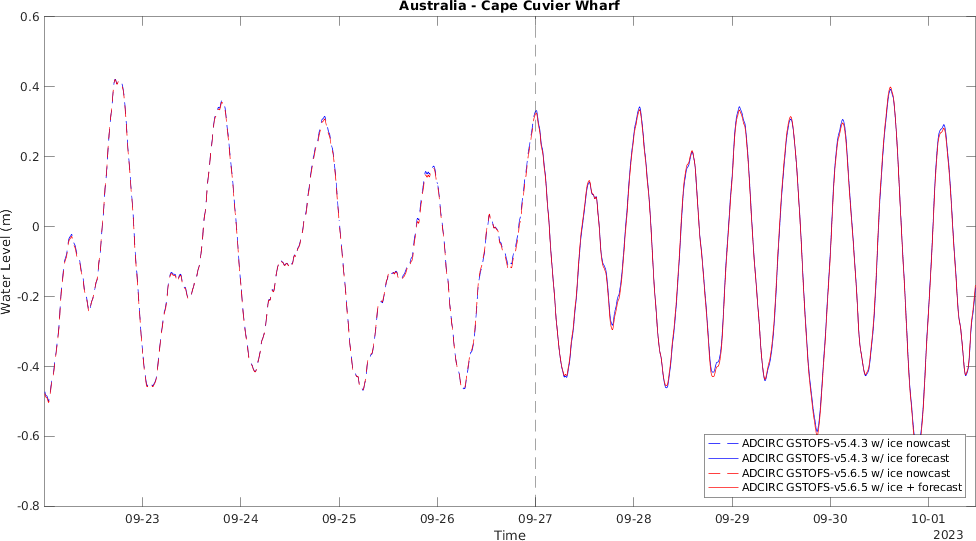 Australia - Cape Cuvier Wharf
0.6
0.4
0.2
0
-0.2
-0.4
-0.6
-0.8
Water Level (m)
ADCIRC GSTOFS-v5.4.3 w/ ice nowcast
ADCIRC GSTOFS-v5.4.3 w/ ice forecast
ADCIRC GSTOFS-v5.6.5 w/ ice nowcast
ADCIRC GSTOFS-v5.6.5 w/ ice + forecast
09-23 09-24 09-25 09-26 09-27 09-28 09-29 09-30 10-01
Time
2023